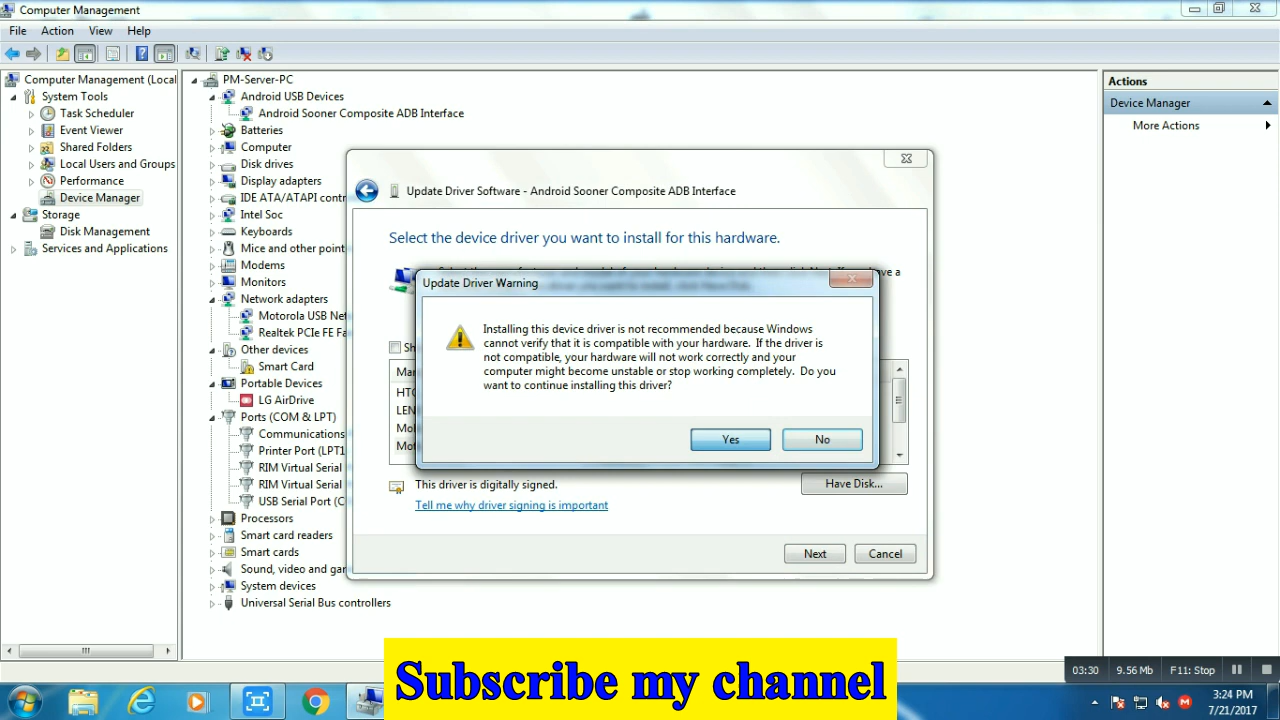 Computer Management
File Action View Help
Computer Management (Local
System Tools
Task Scheduler
Event Viewer
Shared Folders
Local Users and Groups
Performance
Device Manager
Storage
Disk Management
Services and Applications
PM-Server-PC
Android USB Devices
Android Sooner Composite ADB Interface
Batteries
Computer
Disk drives
Display adapters
IDE ATA/ATAPI contr
Intel Soc
Keyboards
Mice and other point
Modems
Monitors
Network adapters
Motorola USB Net
Realtek PCIe FE Fa
Other devices
Smart Card
Portable Devices
LG AirDrive
Ports (COM & LPT)
Communications
Printer Port (LPT1
RIM Virtual Serial
RIM Virtual Serial
USB Serial Port (C
Processors
Smart card readers
Smart cards
Sound, video and gam
System devices
Universal Serial Bus controllers
Update Driver Software - Android Sooner Composite ADB Interface
Select the device driver you want to install for this hardware.
Update Driver Warning
Installing this device driver is not recommended because Windows
cannot verify that it is compatible with your hardware. If the driver is
not compatible, your hardware will not work correctly and your
computer might become unstable or stop working completely. Do you
want to continue installing this driver?
Yes No
Sh
Man
HTC
LEN
Mot
This driver is digitally signed.
Tell me why driver signing is important
Have Disk...
Next Cancel
Actions
Device Manager
More Actions
Subscribe my channel
03:30 9.56 Mb F11: Stop
3:24 PM
7/21/2017